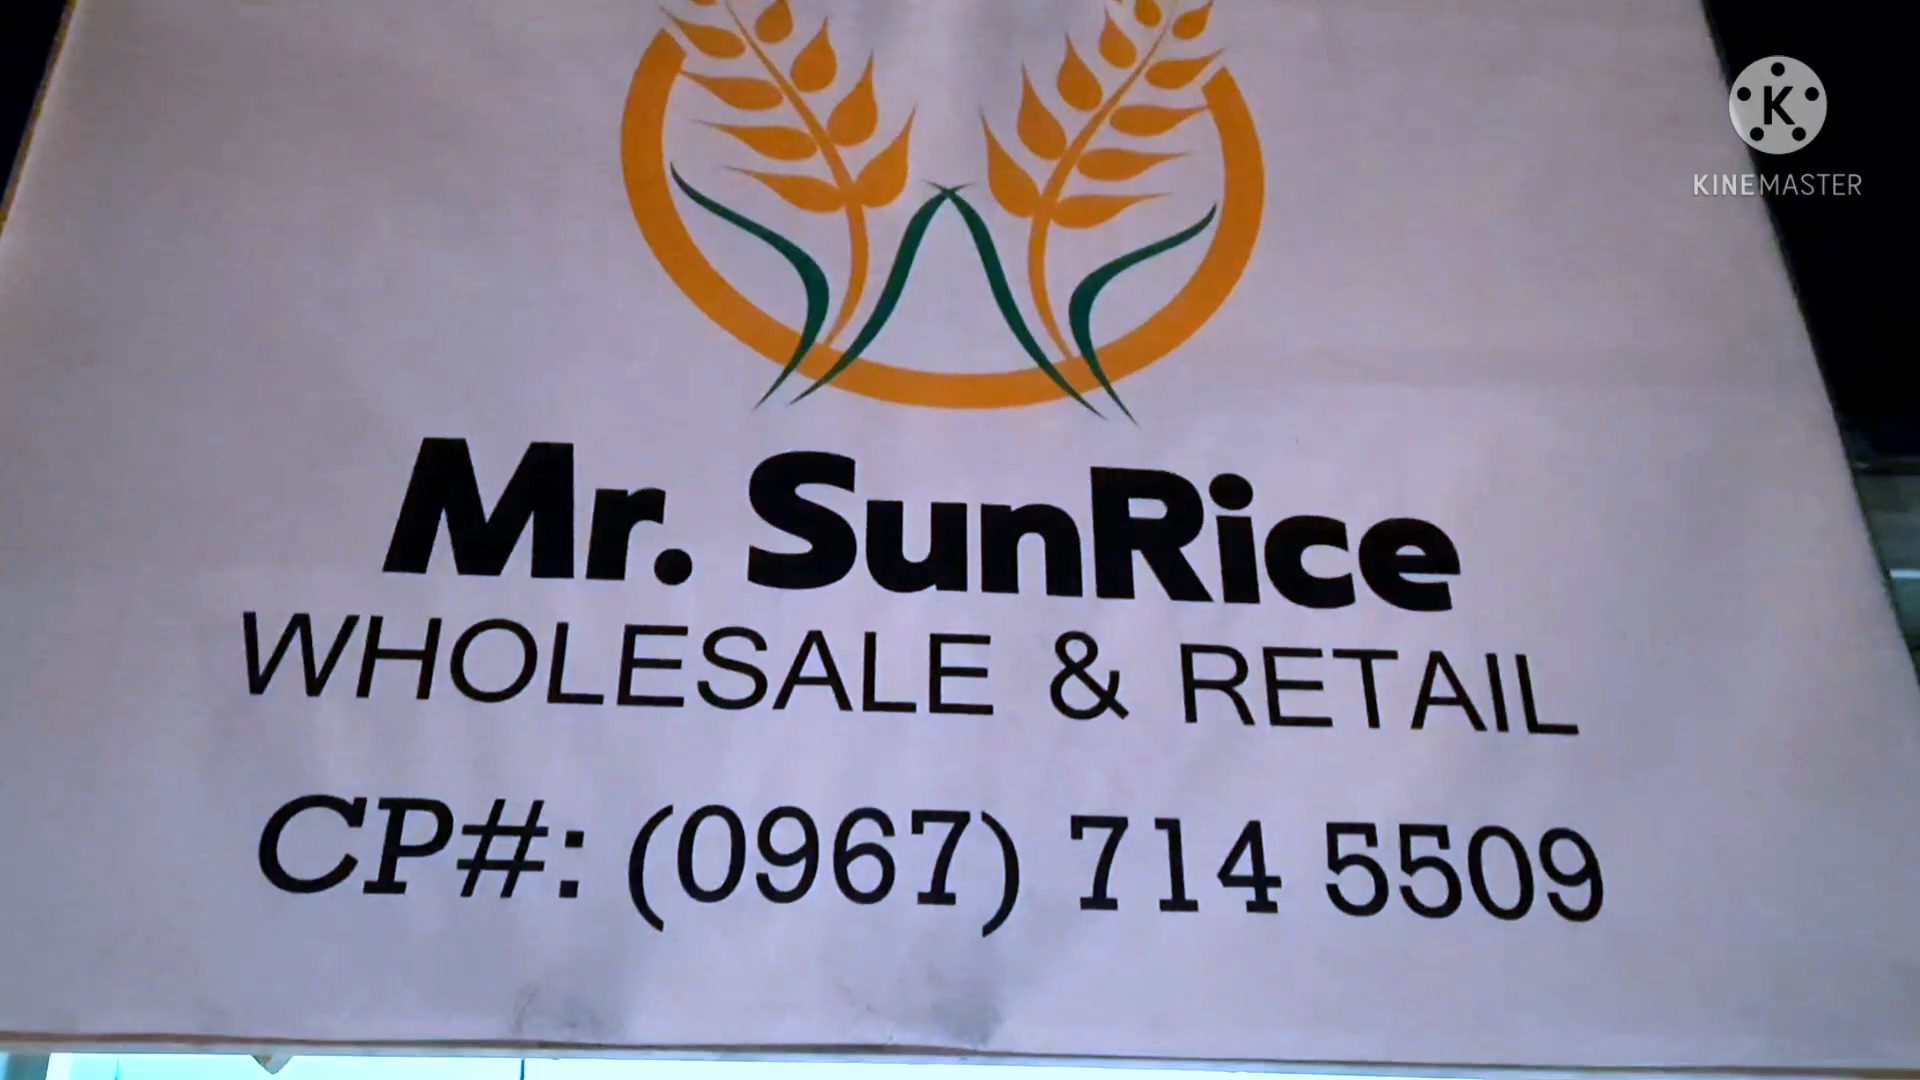 K
KINEMASTER
Mr. SunRice
WHOLESALE & RETAIL
CP#: (0967) 714 5509